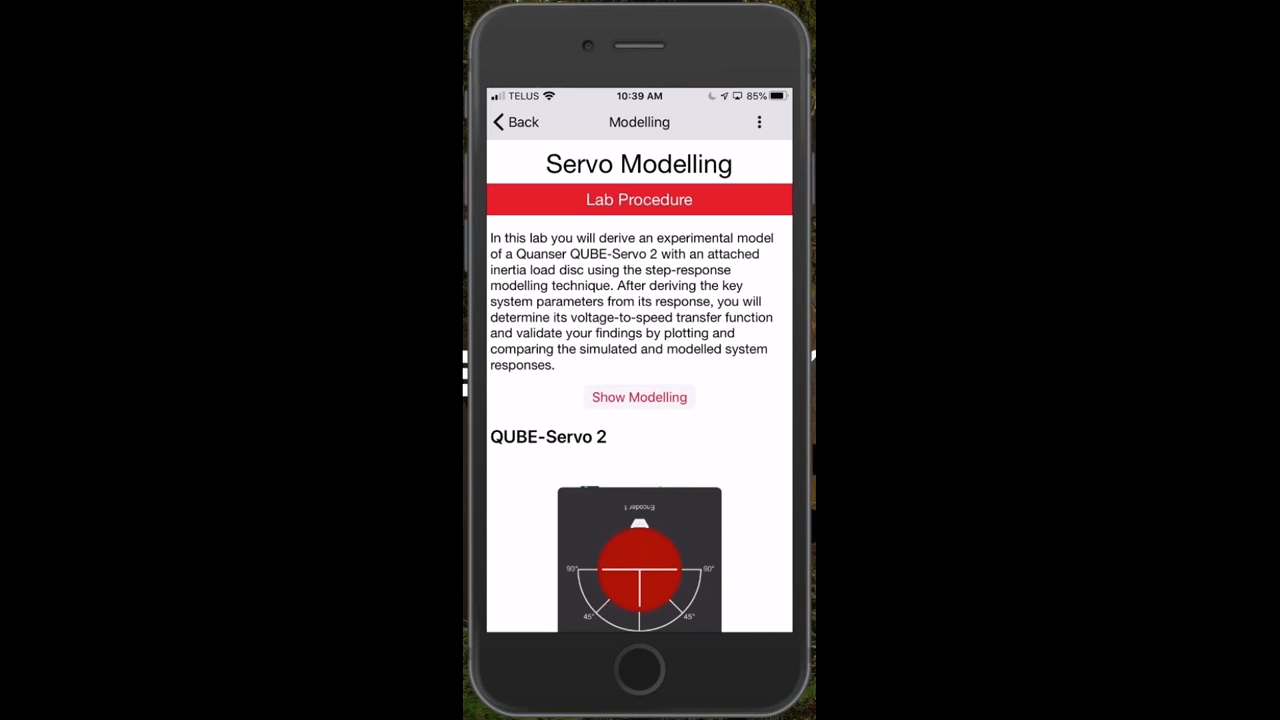 TELUS 10:39 AM 85%
Back Modelling
Servo Modelling
Lab Procedure
In this lab you will derive an experimental model
of a Quanser QUBE-Servo 2 with an attached
inertia load disc using the step-response
modelling technique. After deriving the key
system parameters from its response, you will
determine its voltage-to-speed transfer function
and validate your findings by plotting and
comparing the simulated and modelled system
responses.
Show Modelling
QUBE-Servo 2
Encoder 1
90° 90°
45° 45°